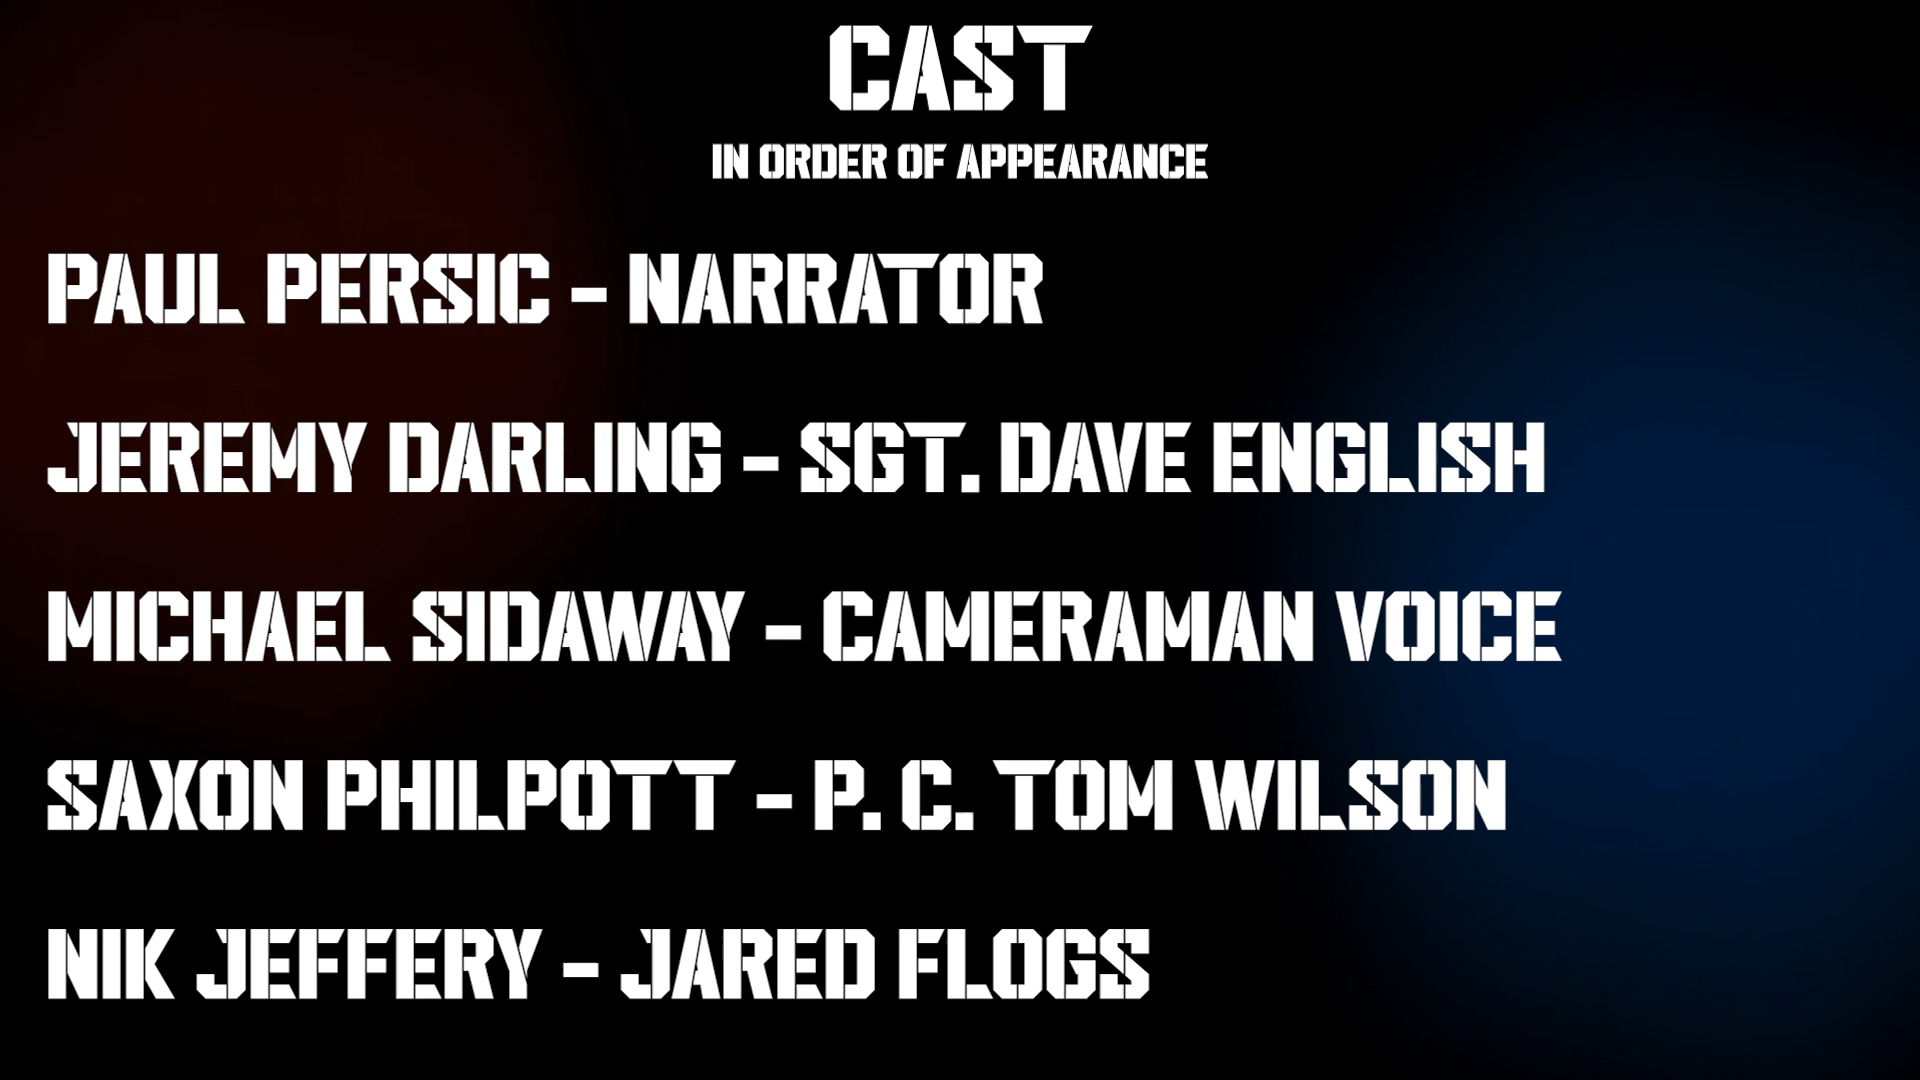 CAST
IN ORDER OF APPEARANCE
PAUL PERSIC - NARRATOR
JEREMY DARLING - SGT. DAVE ENGLISH
MICHAEL SIDAWAY - CAMERAMAN VOICE
SAXON PHILPOTT - P. C. TOM WILSON
NIK JEFFERY - JARED FLOGS